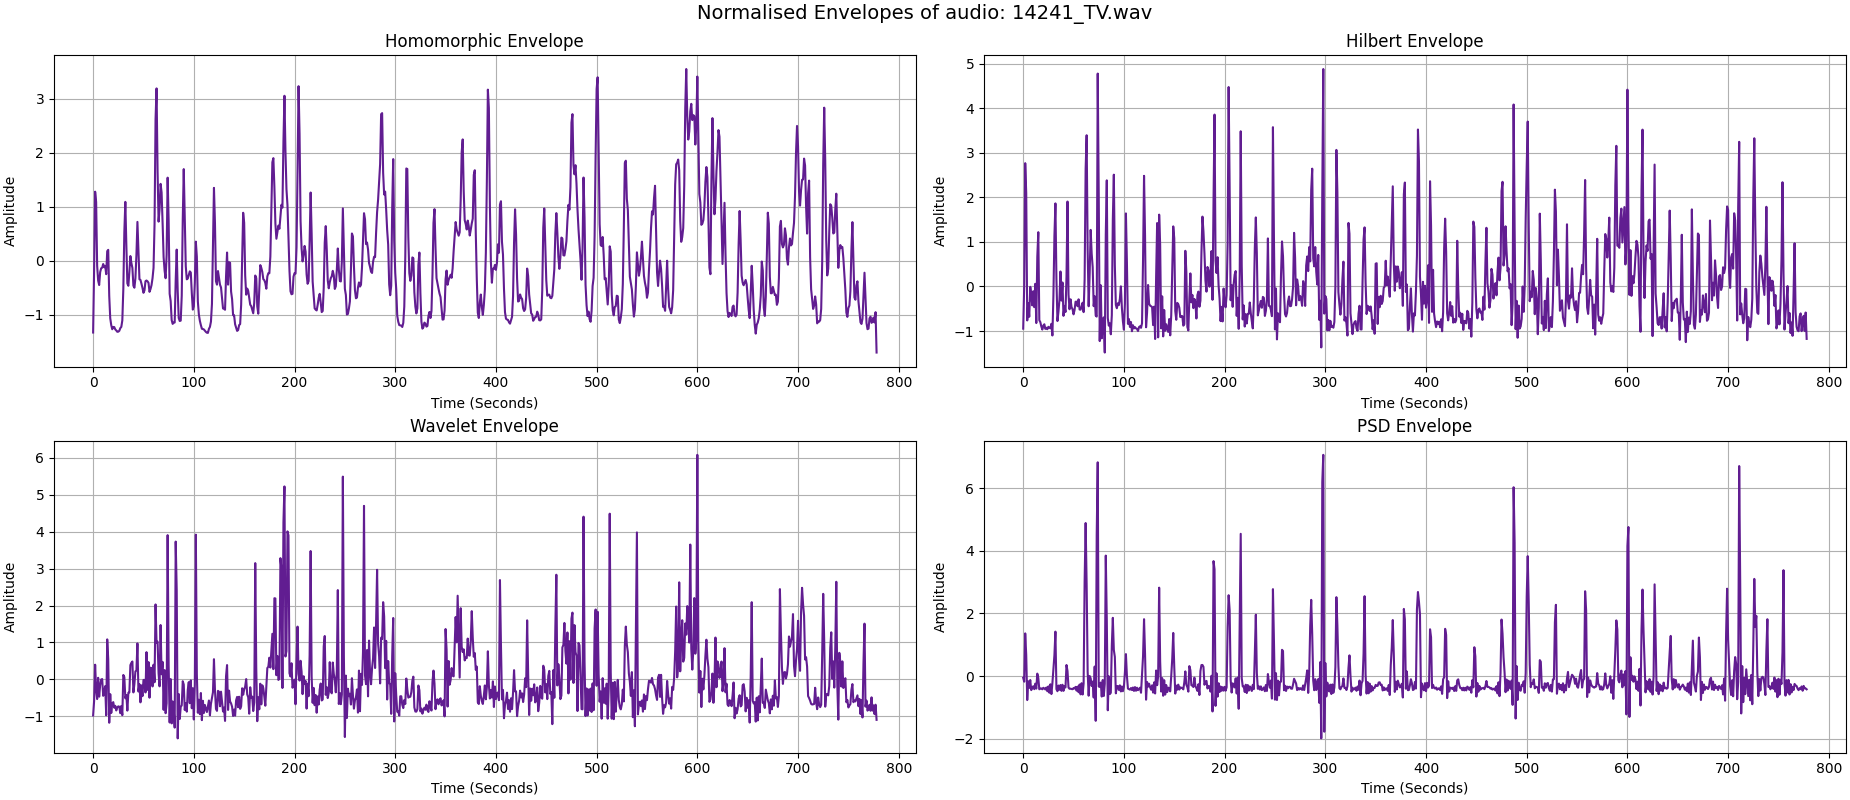 Normalised Envelopes of audio: 14241_TV.wav
Homomorphic Envelope
Amplitude
3
2
1
0
−1
0 100 200 300 400 500 600 700 800
Time (Seconds)
Hilbert Envelope
Amplitude
5
4
3
2
1
0
−1
0 100 200 300 400 500 600 700 800
Time (Seconds)
Wavelet Envelope
Amplitude
6
5
4
3
2
1
0
−1
0 100 200 300 400 500 600 700 800
Time (Seconds)
PSD Envelope
Amplitude
6
4
2
0
−2
0 100 200 300 400 500 600 700 800
Time (Seconds)